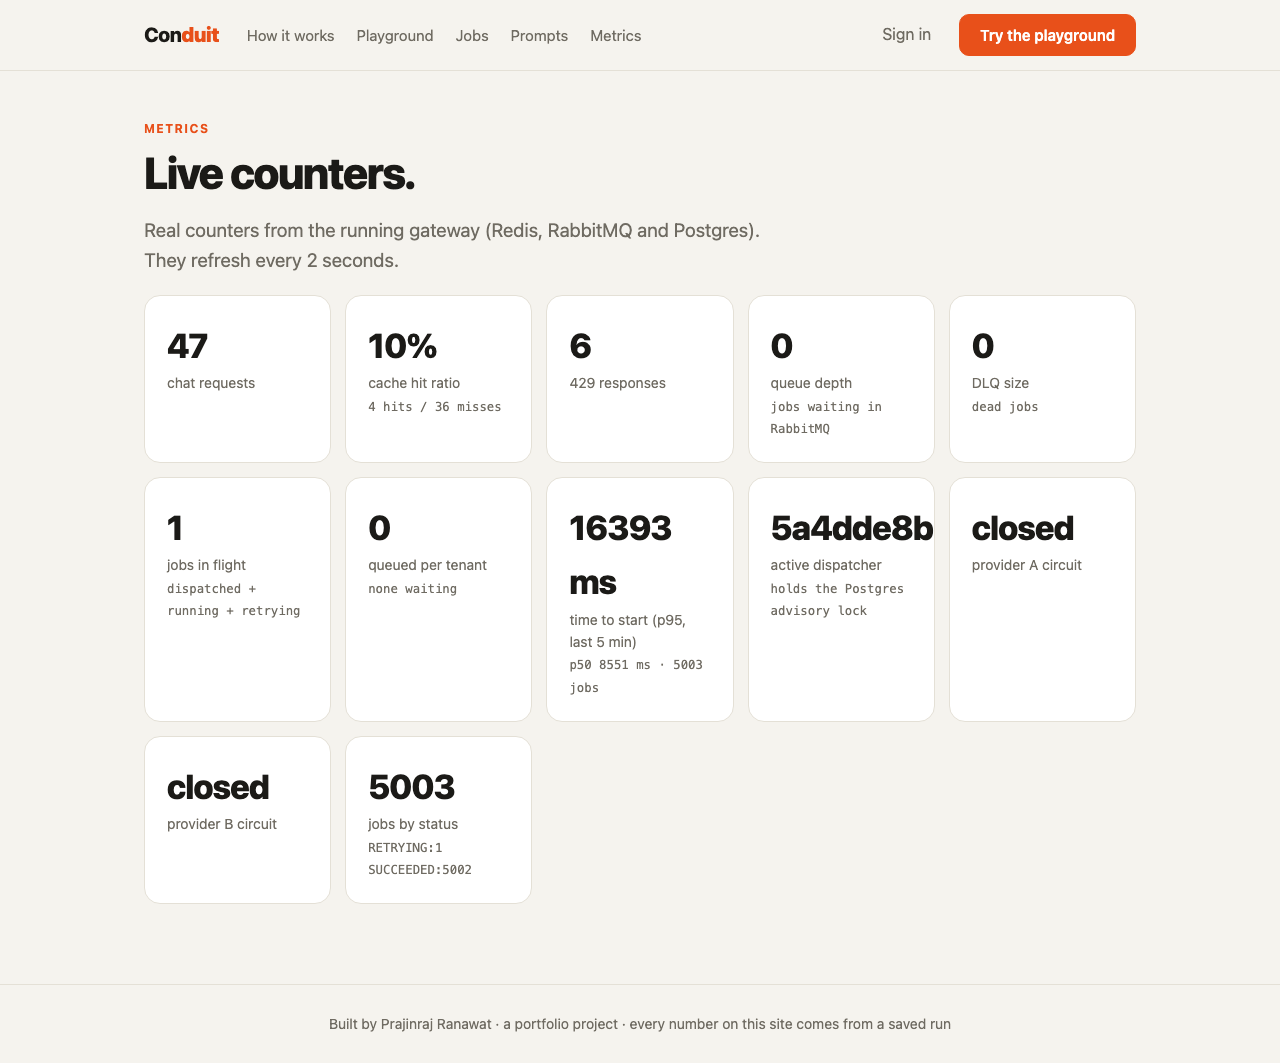 Conduit
How it works
Playground
Jobs
Prompts
Metrics
Sign in
Try the playground
METRICS
Live counters.
Real counters from the running gateway (Redis, RabbitMQ and Postgres).
They refresh every 2 seconds.
47
chat requests
10%
cache hit ratio
4 hits / 36 misses
6
429 responses
0
queue depth
jobs waiting in
RabbitMQ
0
DLQ size
dead jobs
1
jobs in flight
dispatched +
running + retrying
0
queued per tenant
none waiting
16393
ms
time to start (p95,
last 5 min)
p50 8551 ms · 5003
jobs
5a4dde8b
active dispatcher
holds the Postgres
advisory lock
closed
provider A circuit
closed
provider B circuit
5003
jobs by status
RETRYING:1
SUCCEEDED:5002
Built by Prajinraj Ranawat · a portfolio project · every number on this site comes from a saved run